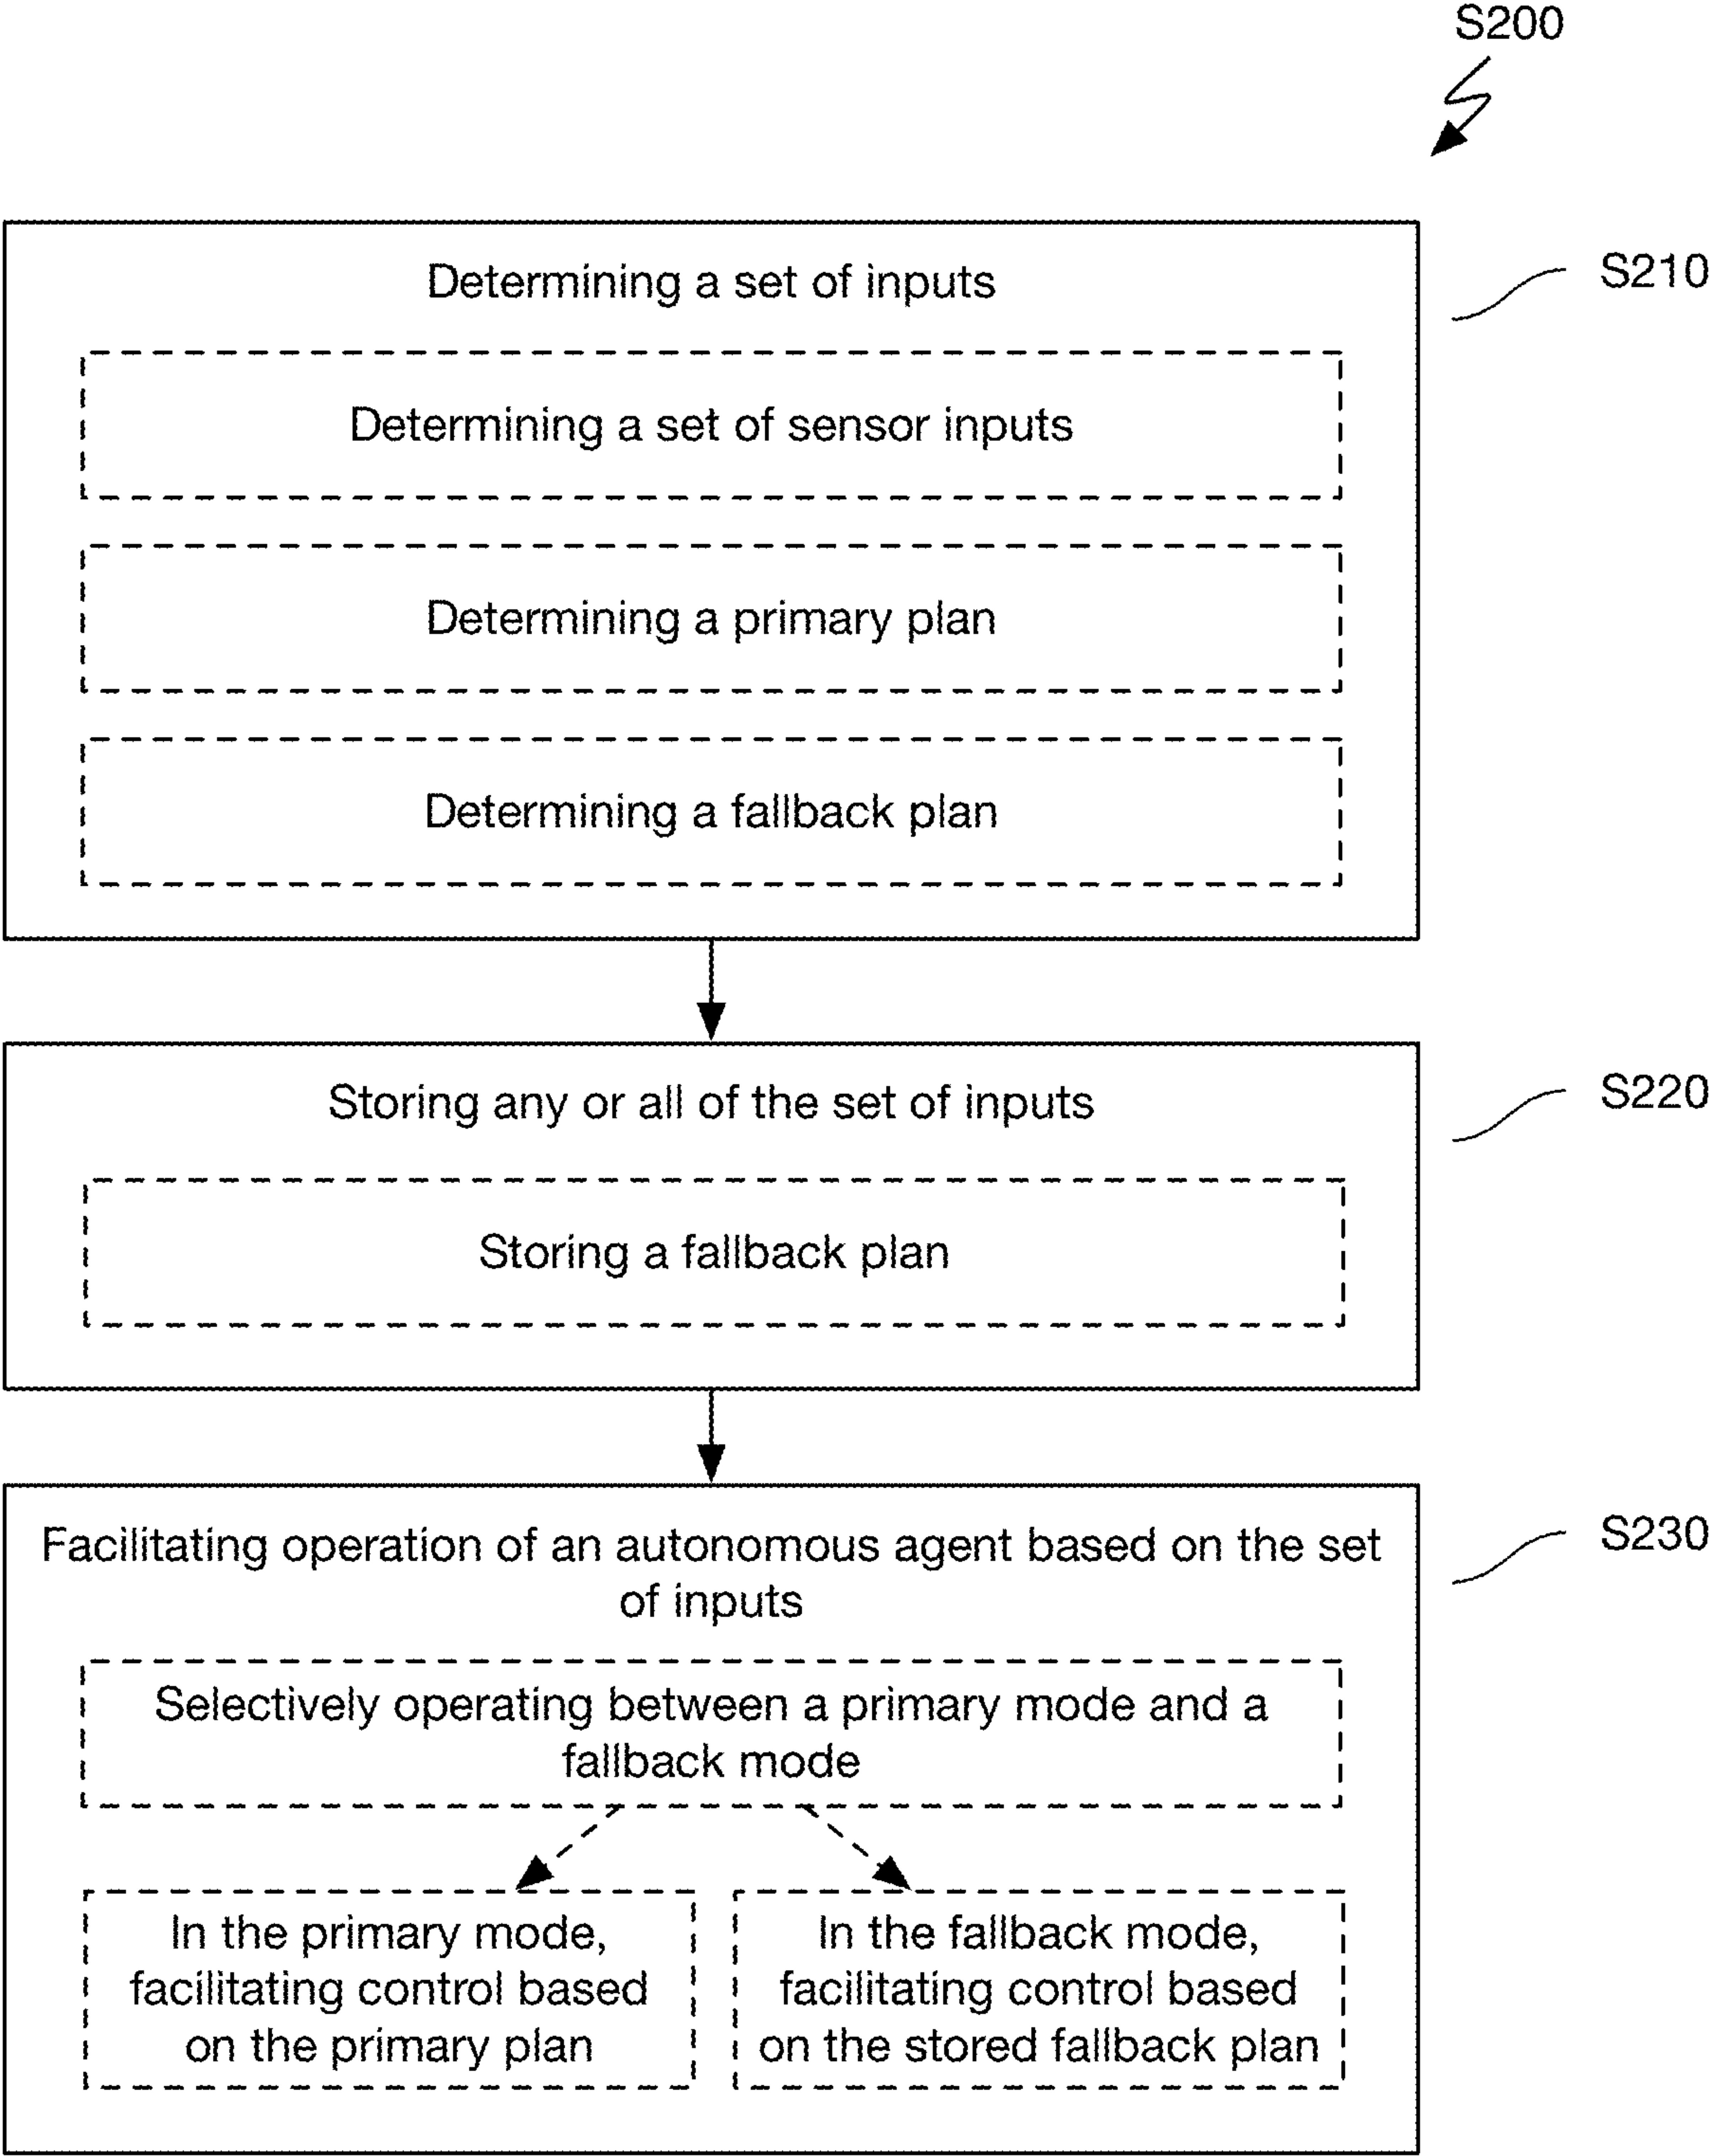 S200
Determining a set of inputs
S210
Determining a set of sensor inputs
Determining a primary plan
Determining a fallback plan
Storing any or all of the set of inputs
S220
Storing a fallback plan
Facilitating operation of an autonomous agent based on the set
of inputs
S230
Selectively operating between a primary mode and a
fallback mode
In the primary mode,
facilitating control based
on the primary plan
In the fallback mode,
facilitating control based
on the stored fallback plan